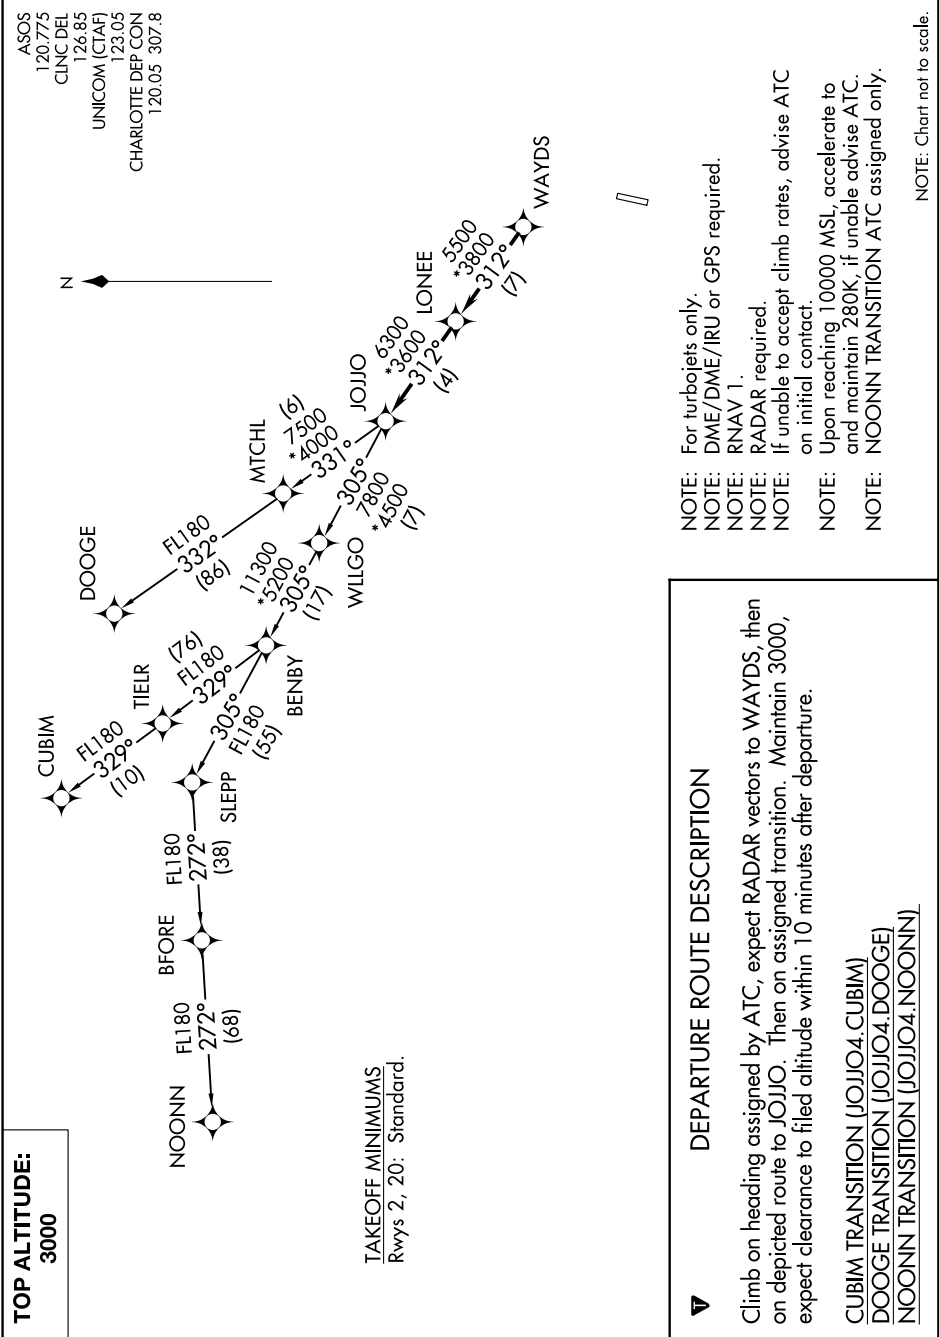 TOP ALTITUDE:
3000
ASOS
120.775
CLNC DEL
126.85
UNICOM (CTAF)
123.05
CHARLOTTE DEP CON
120.05 307.8
N
CUBIM
FL180
329°
(10)
TIELR
(76)
FL180
329°
DOOGE
FL180
332°
(86)
MTCHL
(6)
7500
*4000
331°
JOJJO
6300
*3600
312°
(4)
LONEE
5500
*3800
312°
(7)
WAYDS
305°
7800
*4500
(7)
WLLGO
11300
*5200
305°
(17)
BENBY
305°
FL180
(55)
SLEPP
FL180
272°
(38)
BFORE
FL180
272°
(68)
NOONN
TAKEOFF MINIMUMS
Rwys 2, 20: Standard.
NOTE: For turbojets only.
NOTE: DME/DME/IRU or GPS required.
NOTE: RNAV 1.
NOTE: RADAR required.
NOTE: If unable to accept climb rates, advise ATC
on initial contact.
NOTE: Upon reaching 10000 MSL, accelerate to
and maintain 280K, if unable advise ATC.
NOTE: NOONN TRANSITION ATC assigned only.
NOTE: Chart not to scale.
T
DEPARTURE ROUTE DESCRIPTION
Climb on heading assigned by ATC, expect RADAR vectors to WAYDS, then
on depicted route to JOJJO. Then on assigned transition. Maintain 3000,
expect clearance to filed altitude within 10 minutes after departure.
CUBIM TRANSITION (JOJJO4.CUBIM)
DOOGE TRANSITION (JOJJO4.DOOGE)
NOONN TRANSITION (JOJJO4.NOONN)